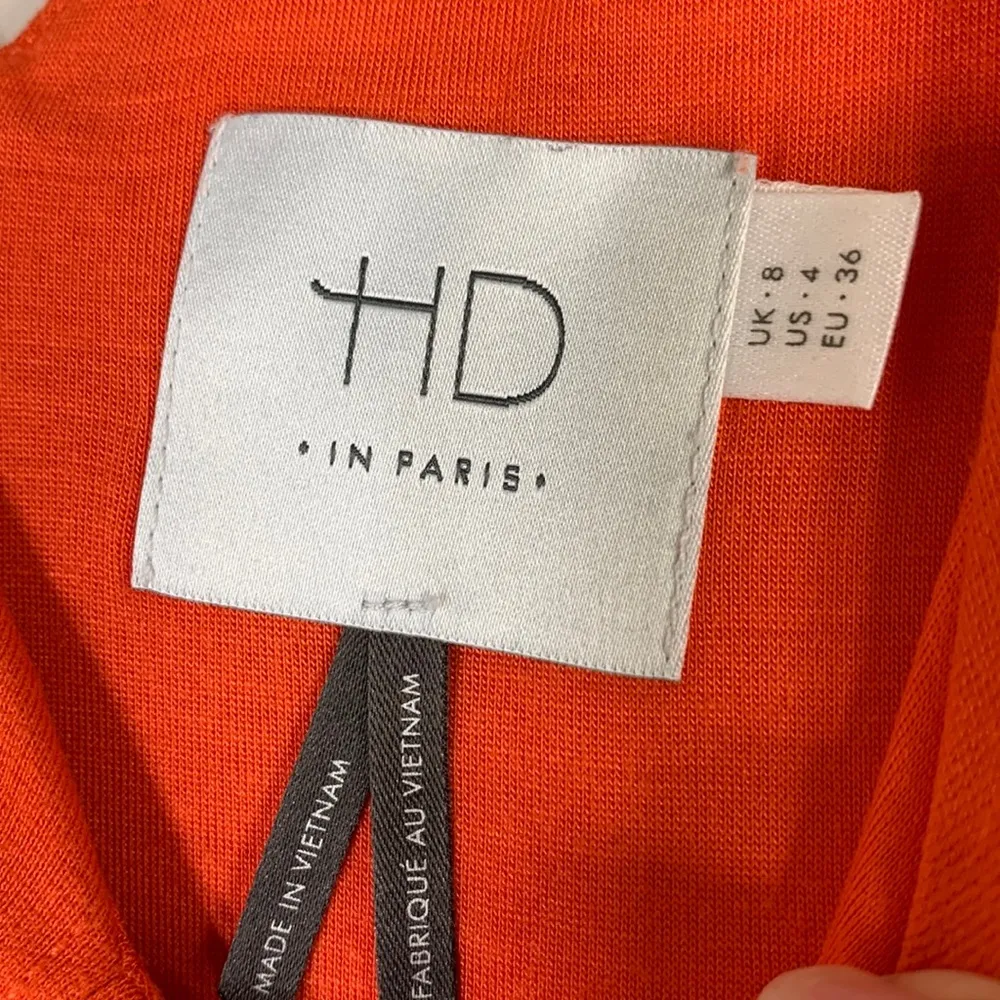 HD
• IN PARIS •
UK • 8
US • 4
EU • 36
MADE IN VIETNAM
FABRIQUÉ AU VIETNAM